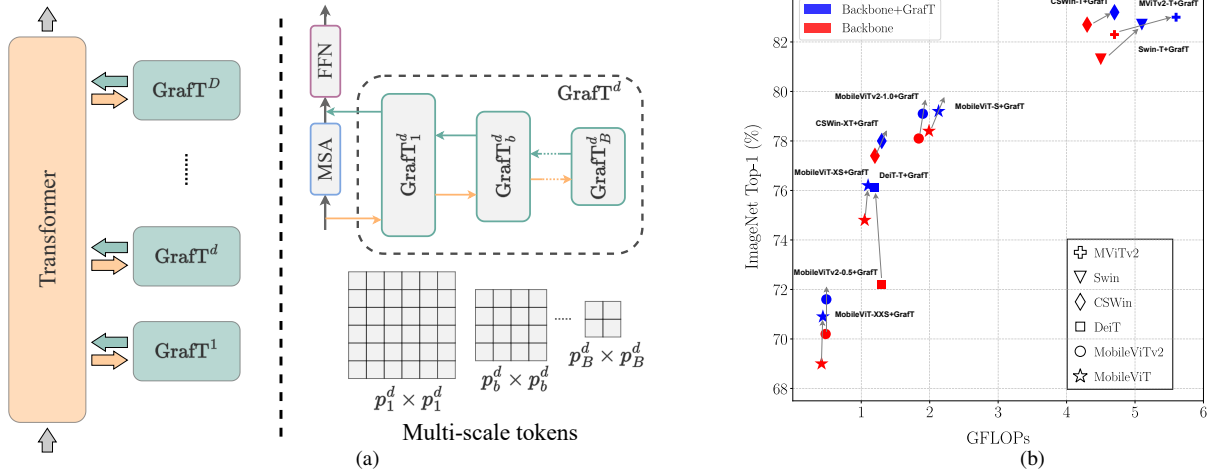 Transformer
GrafT^D
GrafT^d
GrafT^1
FFN
MSA
GrafT^d
GrafT^d_1
GrafT^d_b
GrafT^d_B
p^d_1 × p^d_1
p^d_b × p^d_b
p^d_B × p^d_B
Multi-scale tokens
(a)
Backbone+GrafT
Backbone
CSWin-T+GrafT
MViTv2-T+GrafT
Swin-T+GrafT
MobileViTv2-1.0+GrafT
MobileViT-S+GrafT
CSWin-XT+GrafT
MobileViT-XS+GrafT
DeiT-T+GrafT
MobileViTv2-0.5+GrafT
MobileViT-XXS+GrafT
MViTv2
Swin
CSWin
DeiT
MobileViTv2
MobileViT
ImageNet Top-1 (%)
82
80
78
76
74
72
70
68
1 2 3 4 5 6
GFLOPs
(b)